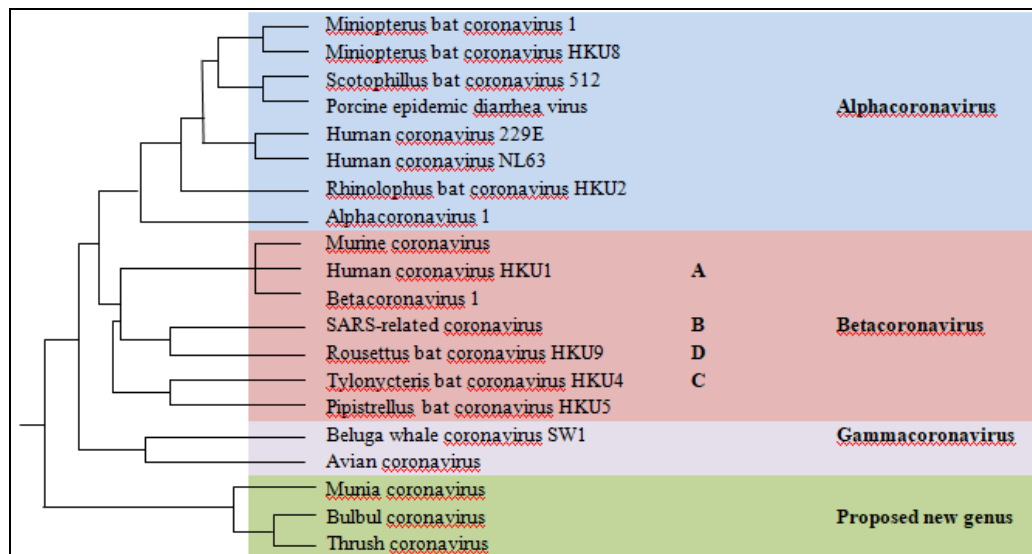 Miniopterus bat coronavirus 1
Miniopterus bat coronavirus HKU8
Scotophillus bat coronavirus 512
Porcine epidemic diarrhea virus Alphacoronavirus
Human coronavirus 229E
Human coronavirus NL63
Rhinolophus bat coronavirus HKU2
Alphacoronavirus 1
Murine coronavirus
Human coronavirus HKU1 A
Betacoronavirus 1
SARS-related coronavirus B Betacoronavirus
Rousettus bat coronavirus HKU9 D
Tylonycteris bat coronavirus HKU4 C
Pipistrellus bat coronavirus HKU5
Beluga whale coronavirus SW1 Gammacoronavirus
Avian coronavirus
Munia coronavirus
Bulbul coronavirus Proposed new genus
Thrush coronavirus